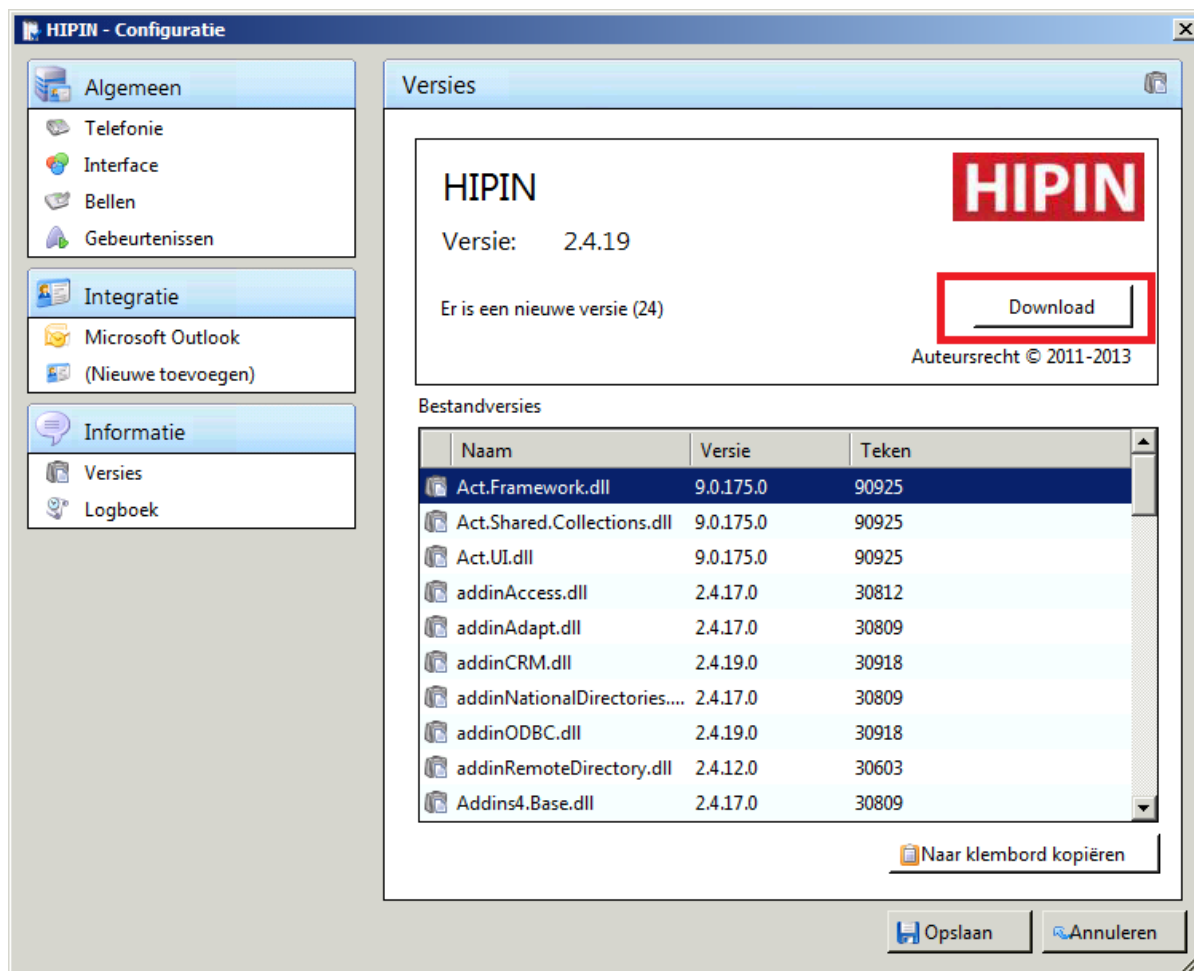 HIPIN - Configuratie
Algemeen
Telefonie
Interface
Bellen
Gebeurtenissen
Integratie
Microsoft Outlook
(Nieuwe toevoegen)
Informatie
Versies
Logboek
Versies
HIPIN
HIPIN
Versie: 2.4.19
Er is een nieuwe versie (24)
Download
Auteursrecht © 2011-2013
Bestandversies
Naam Versie Teken
Act.Framework.dll 9.0.175.0 90925
Act.Shared.Collections.dll 9.0.175.0 90925
Act.UI.dll 9.0.175.0 90925
addinAccess.dll 2.4.17.0 30812
addinAdapt.dll 2.4.17.0 30809
addinCRM.dll 2.4.19.0 30918
addinNationalDirectories.... 2.4.17.0 30809
addinODBC.dll 2.4.19.0 30918
addinRemoteDirectory.dll 2.4.12.0 30603
Addins4.Base.dll 2.4.17.0 30809
Naar klembord kopiëren
Opslaan
Annuleren